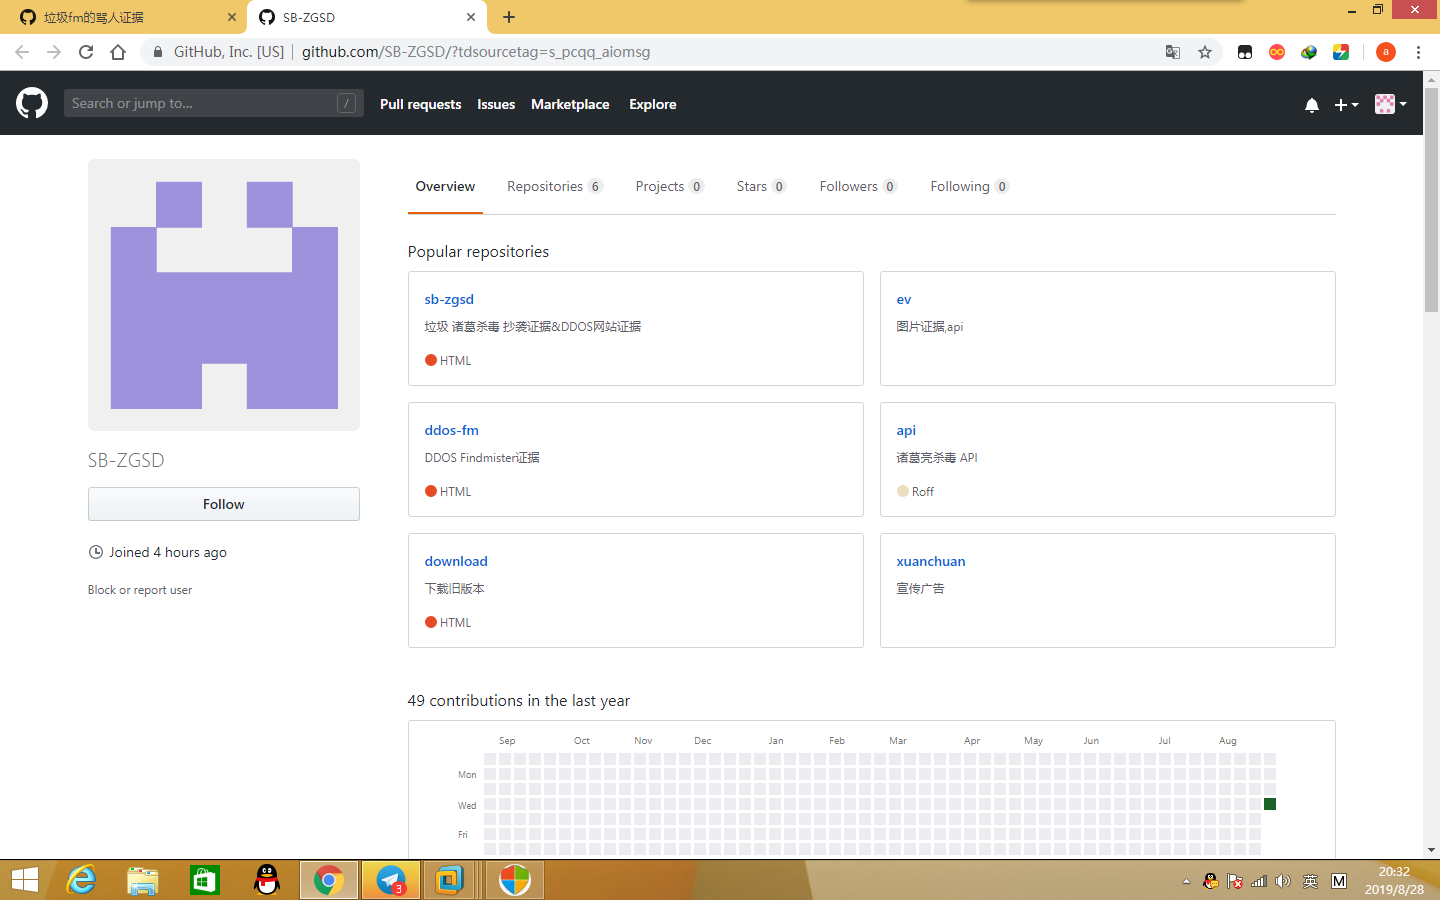 垃圾fm的骂人证据
SB-ZGSD
GitHub, Inc. [US] | github.com/SB-ZGSD/?tdsourcetag=s_pcqq_aiomsg
a
Search or jump to...
/
Pull requests
Issues
Marketplace
Explore
Overview
Repositories 6
Projects 0
Stars 0
Followers 0
Following 0
Popular repositories
sb-zgsd
垃圾 诸葛杀毒 抄袭证据&DDOS网站证据
HTML
ev
图片证据,api
ddos-fm
DDOS Findmister证据
HTML
api
诸葛亮杀毒 API
Roff
download
下载旧版本
HTML
xuanchuan
宣传广告
SB-ZGSD
Follow
Joined 4 hours ago
Block or report user
49 contributions in the last year
Sep Oct Nov Dec Jan Feb Mar Apr May Jun Jul Aug
Mon
Wed
Fri
3
英
M
20:32
2019/8/28